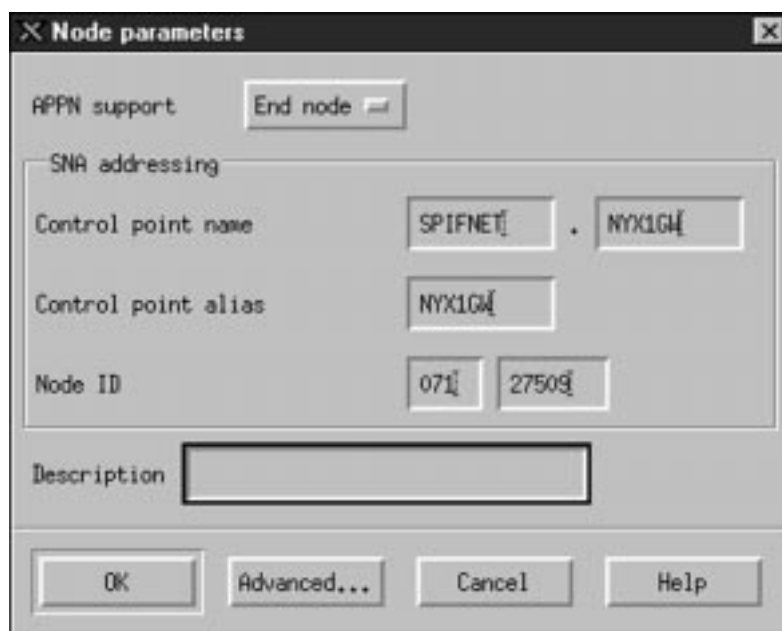 Node parameters
APPN support End node
SNA addressing
Control point name SPIFNET . NYX1GW
Control point alias NYX1GW
Node ID 071 27509
Description
OK Advanced... Cancel Help